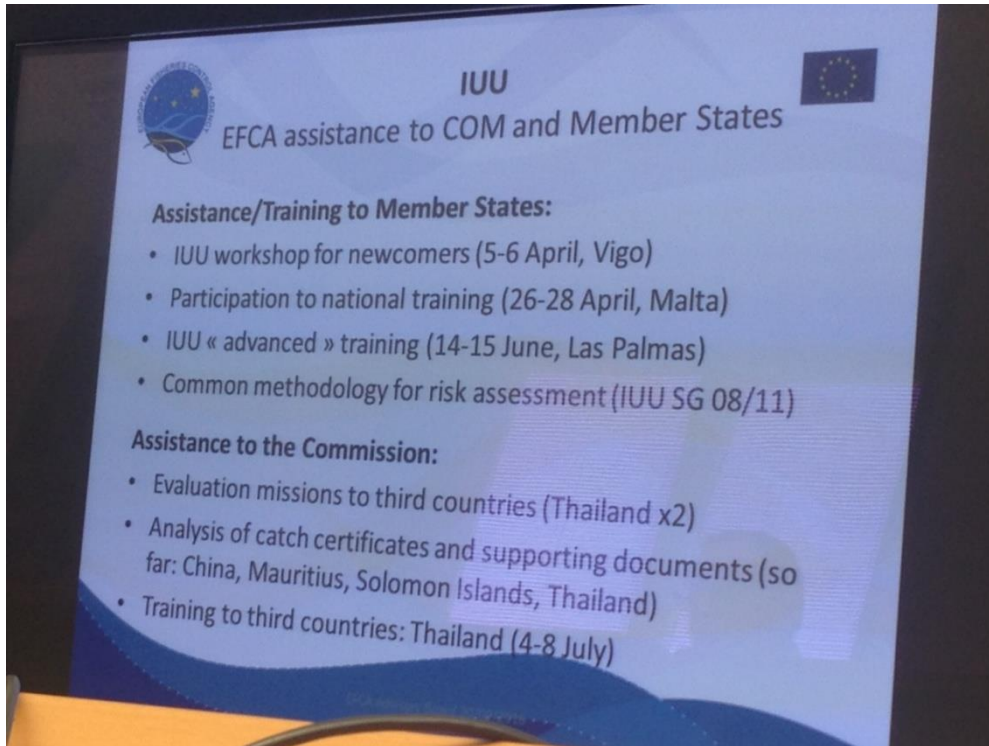 EUROPEAN FISHERIES CONTROL AGENCY
IUU
EFCA assistance to COM and Member States
Assistance/Training to Member States:
• IUU workshop for newcomers (5-6 April, Vigo)
• Participation to national training (26-28 April, Malta)
• IUU « advanced » training (14-15 June, Las Palmas)
• Common methodology for risk assessment (IUU SG 08/11)
Assistance to the Commission:
• Evaluation missions to third countries (Thailand x2)
• Analysis of catch certificates and supporting documents (so
far: China, Mauritius, Solomon Islands, Thailand)
• Training to third countries: Thailand (4-8 July)